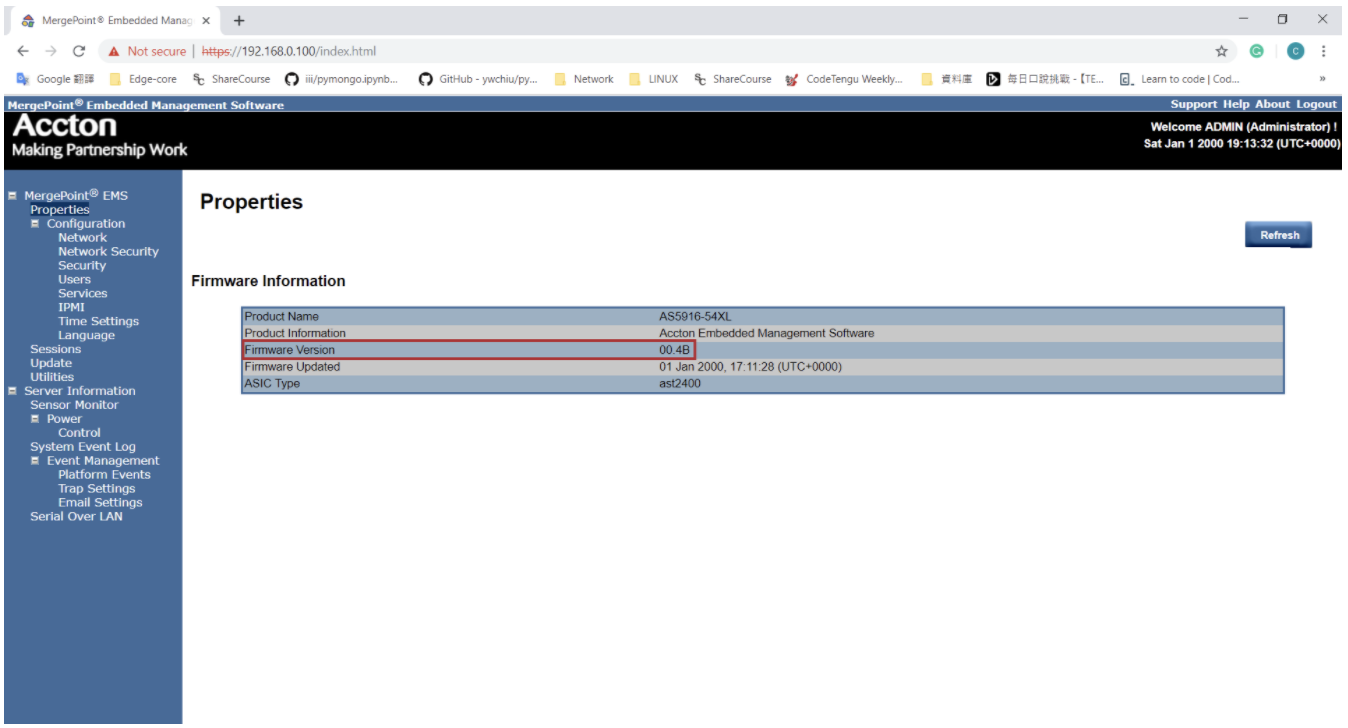 MergePoint® Embedded Manag
Not secure | https://192.168.0.100/index.html
Google 翻譯 Edge-core ShareCourse iii/pymongo.ipynb... GitHub - ywchiu/py... Network LINUX ShareCourse CodeTengu Weekly... 資料庫 每日口說挑戰 -【TE... Learn to code | Cod... »
MergePoint® Embedded Management Software Support Help About Logout
Accton
Making Partnership Work
Welcome ADMIN (Administrator) !
Sat Jan 1 2000 19:13:32 (UTC+0000)
MergePoint® EMS
Properties
Configuration
Network
Network Security
Security
Users
Services
IPMI
Time Settings
Language
Sessions
Update
Utilities
Server Information
Sensor Monitor
Power
Control
System Event Log
Event Management
Platform Events
Trap Settings
Email Settings
Serial Over LAN
Properties
Refresh
Firmware Information
Product Name AS5916-54XL
Product Information Accton Embedded Management Software
Firmware Version 00.4B
Firmware Updated 01 Jan 2000, 17:11:28 (UTC+0000)
ASIC Type ast2400